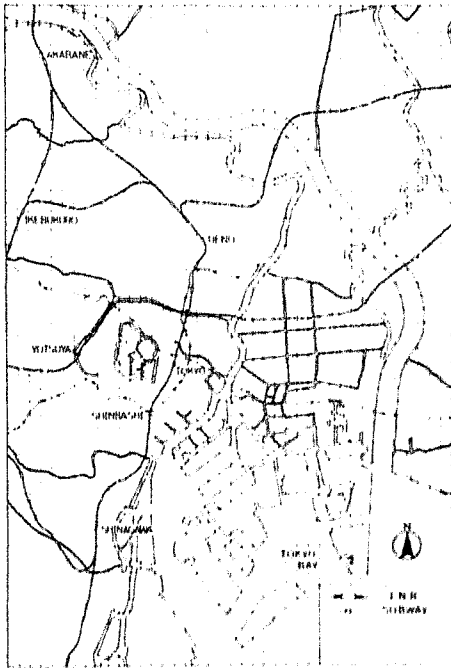 AKABANE
IKEBUKURO
UENO
YOTSUYA
TOKYO
SHINBASHI
SHINAGAWA
TOKYO
BAY
N
J N R
SUBWAY